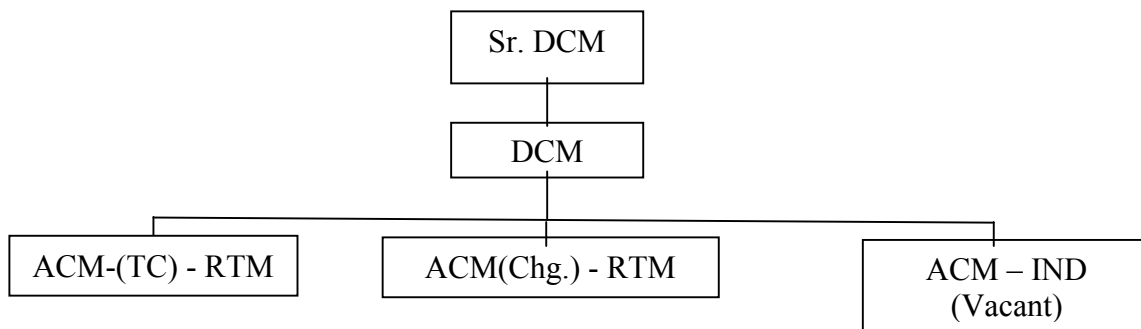 Sr. DCM
DCM
ACM-(TC) - RTM
ACM(Chg.) - RTM
ACM – IND
(Vacant)